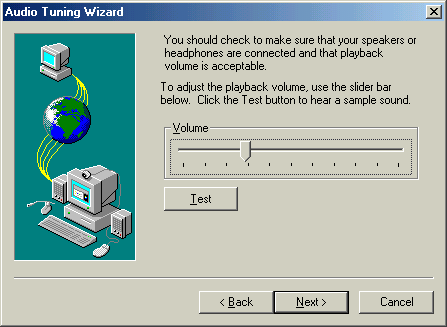 Audio Tuning Wizard
You should check to make sure that your speakers or
headphones are connected and that playback
volume is acceptable.
To adjust the playback volume, use the slider bar
below. Click the Test button to hear a sample sound.
Volume
Test
< Back
Next >
Cancel